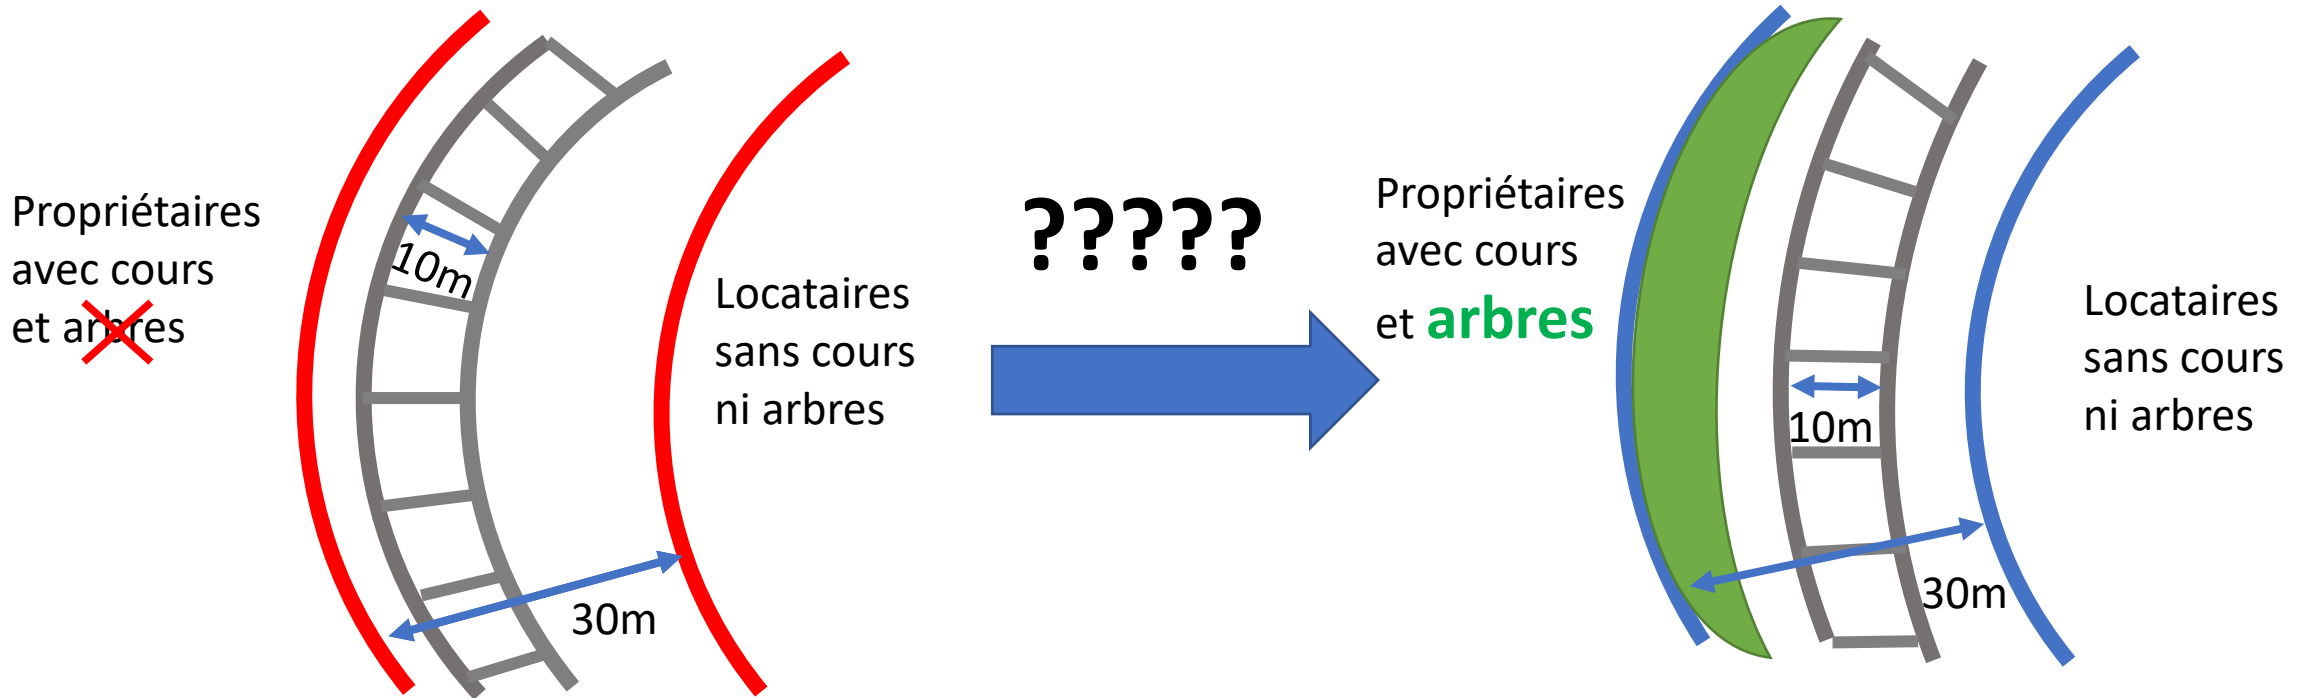 Propriétaires
avec cours
et arbres
10m
30m
Locataires
sans cours
ni arbres
?????
Propriétaires
avec cours
et arbres
10m
30m
Locataires
sans cours
ni arbres